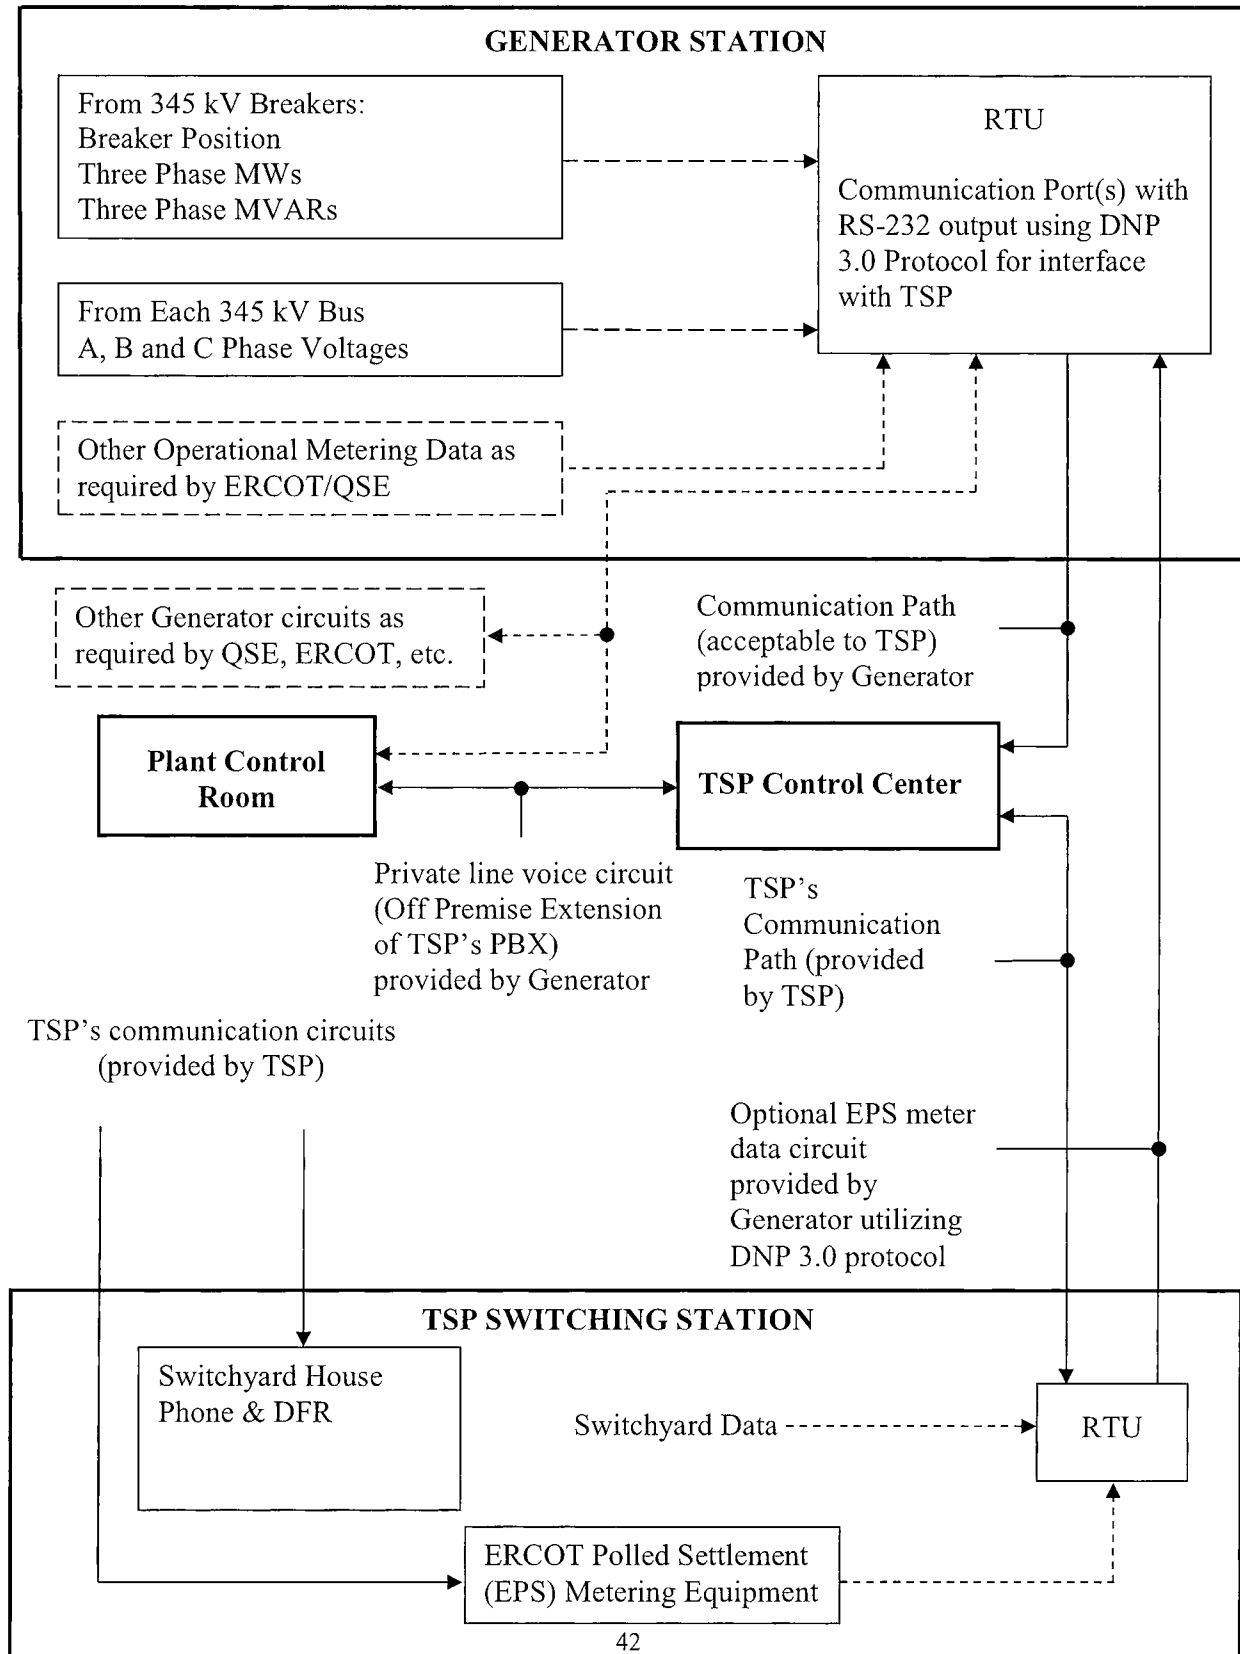 GENERATOR STATION
From 345 kV Breakers:
Breaker Position
Three Phase MWs
Three Phase MVARs
RTU
Communication Port(s) with
RS-232 output using DNP
3.0 Protocol for interface
with TSP
From Each 345 kV Bus
A, B and C Phase Voltages
Other Operational Metering Data as
required by ERCOT/QSE
Other Generator circuits as
required by QSE, ERCOT, etc.
Communication Path
(acceptable to TSP)
provided by Generator
Plant Control
Room
TSP Control Center
Private line voice circuit
(Off Premise Extension
of TSP's PBX)
provided by Generator
TSP's
Communication
Path (provided
by TSP)
TSP's communication circuits
(provided by TSP)
Optional EPS meter
data circuit
provided by
Generator utilizing
DNP 3.0 protocol
TSP SWITCHING STATION
Switchyard House
Phone & DFR
Switchyard Data
RTU
ERCOT Polled Settlement
(EPS) Metering Equipment
42